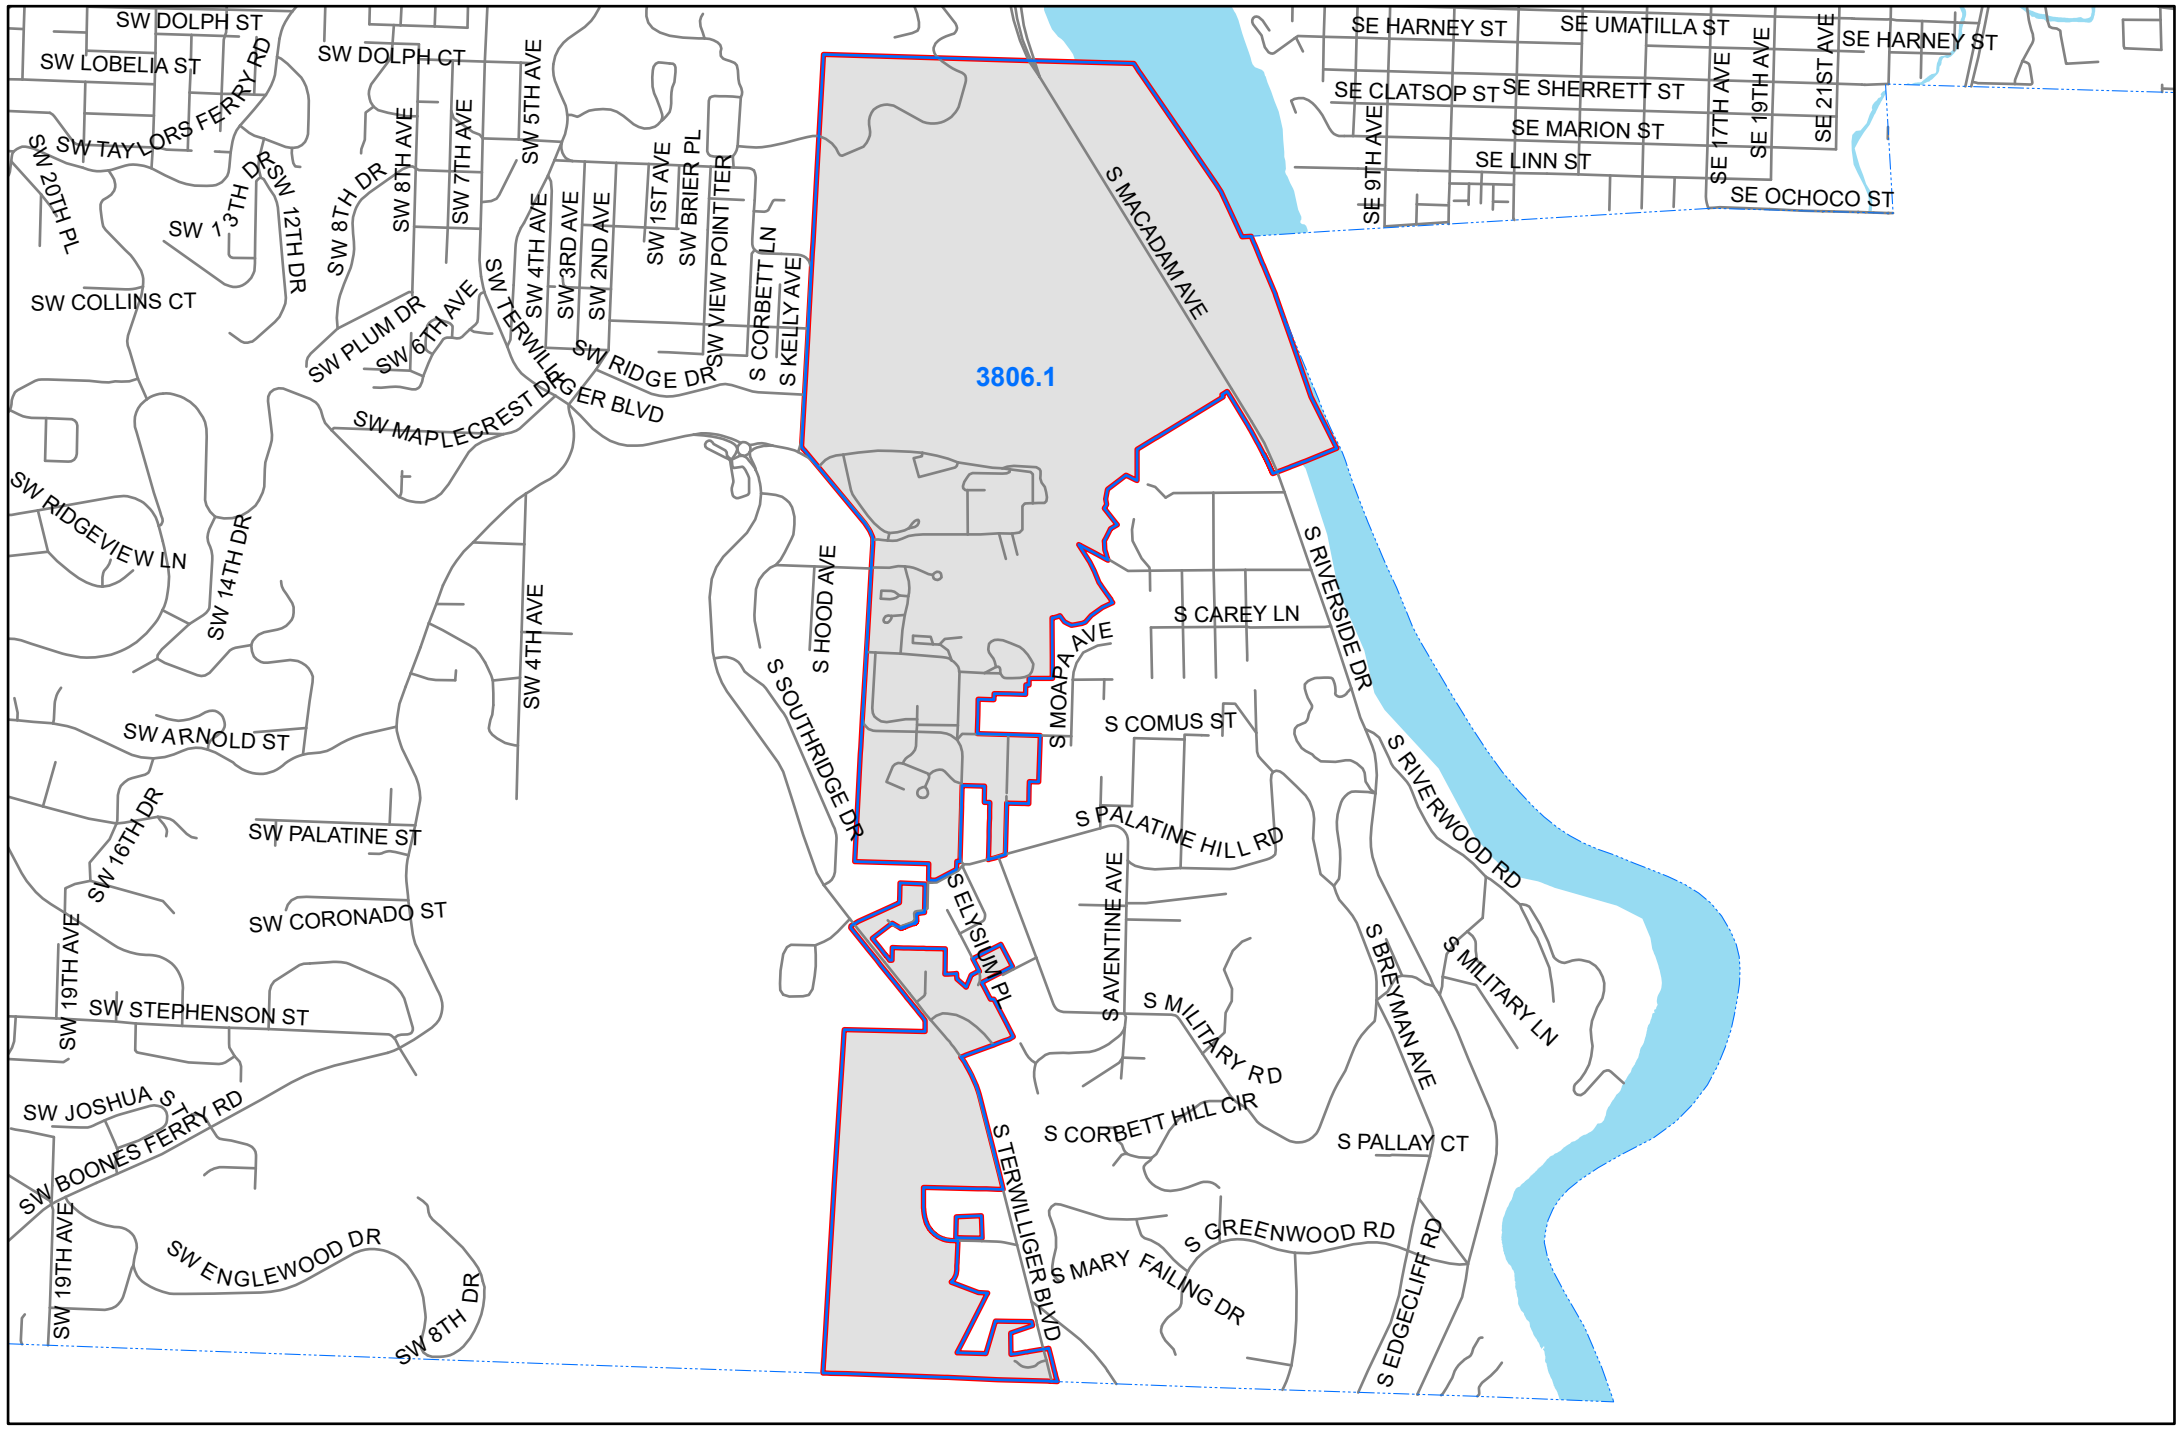 SW DOLPH ST
SW LOBELIA ST
SW TAYLORS FERRY RD
SW DOLPH CT
SW 5TH AVE
SW 20TH PL
SW 13TH DR
SW 12TH DR
SW 8TH DR
SW 8TH AVE
SW 7TH AVE
SW 4TH AVE
SW 3RD AVE
SW 2ND AVE
SW 1ST AVE
SW BRIER PL
SW VIEW POINT TER
S CORBETT LN
S KELLY AVE
SW COLLINS CT
SW PLUM DR
SW 6TH AVE
SW TERWILLIGER BLVD
SW RIDGE DR
SW MAPLECREST DR
SE HARNEY ST
SE UMATILLA ST
SE HARNEY ST
SE CLATSOP ST
SE SHERRETT ST
SE MARION ST
SE LINN ST
SE OCHOCO ST
SE 9TH AVE
SE 17TH AVE
SE 19TH AVE
SE 21ST AVE
S MACADAM AVE
3806.1
SW RIDGEVIEW LN
SW 14TH DR
SW 4TH AVE
S HOOD AVE
S SOUTHRIDGE DR
S RIVERSIDE DR
S CAREY LN
S MOAPA AVE
S COMUS ST
S RIVERWOOD RD
S PALATINE HILL RD
SW ARNOLD ST
SW 16TH DR
SW PALATINE ST
SW CORONADO ST
SW 19TH AVE
SW STEPHENSON ST
S ELYSIUM PL
S AVENTINE AVE
S MILITARY RD
S BREYMAN AVE
S MILITARY LN
SW JOSHUA ST
SW BOONES FERRY RD
S CORBETT HILL CIR
S PALLAY CT
S TERWILLIGER BLVD
SW 19TH AVE
SW ENGLEWOOD DR
SW 8TH DR
S MARY FAILING DR
S GREENWOOD RD
S EDGECLIFF RD